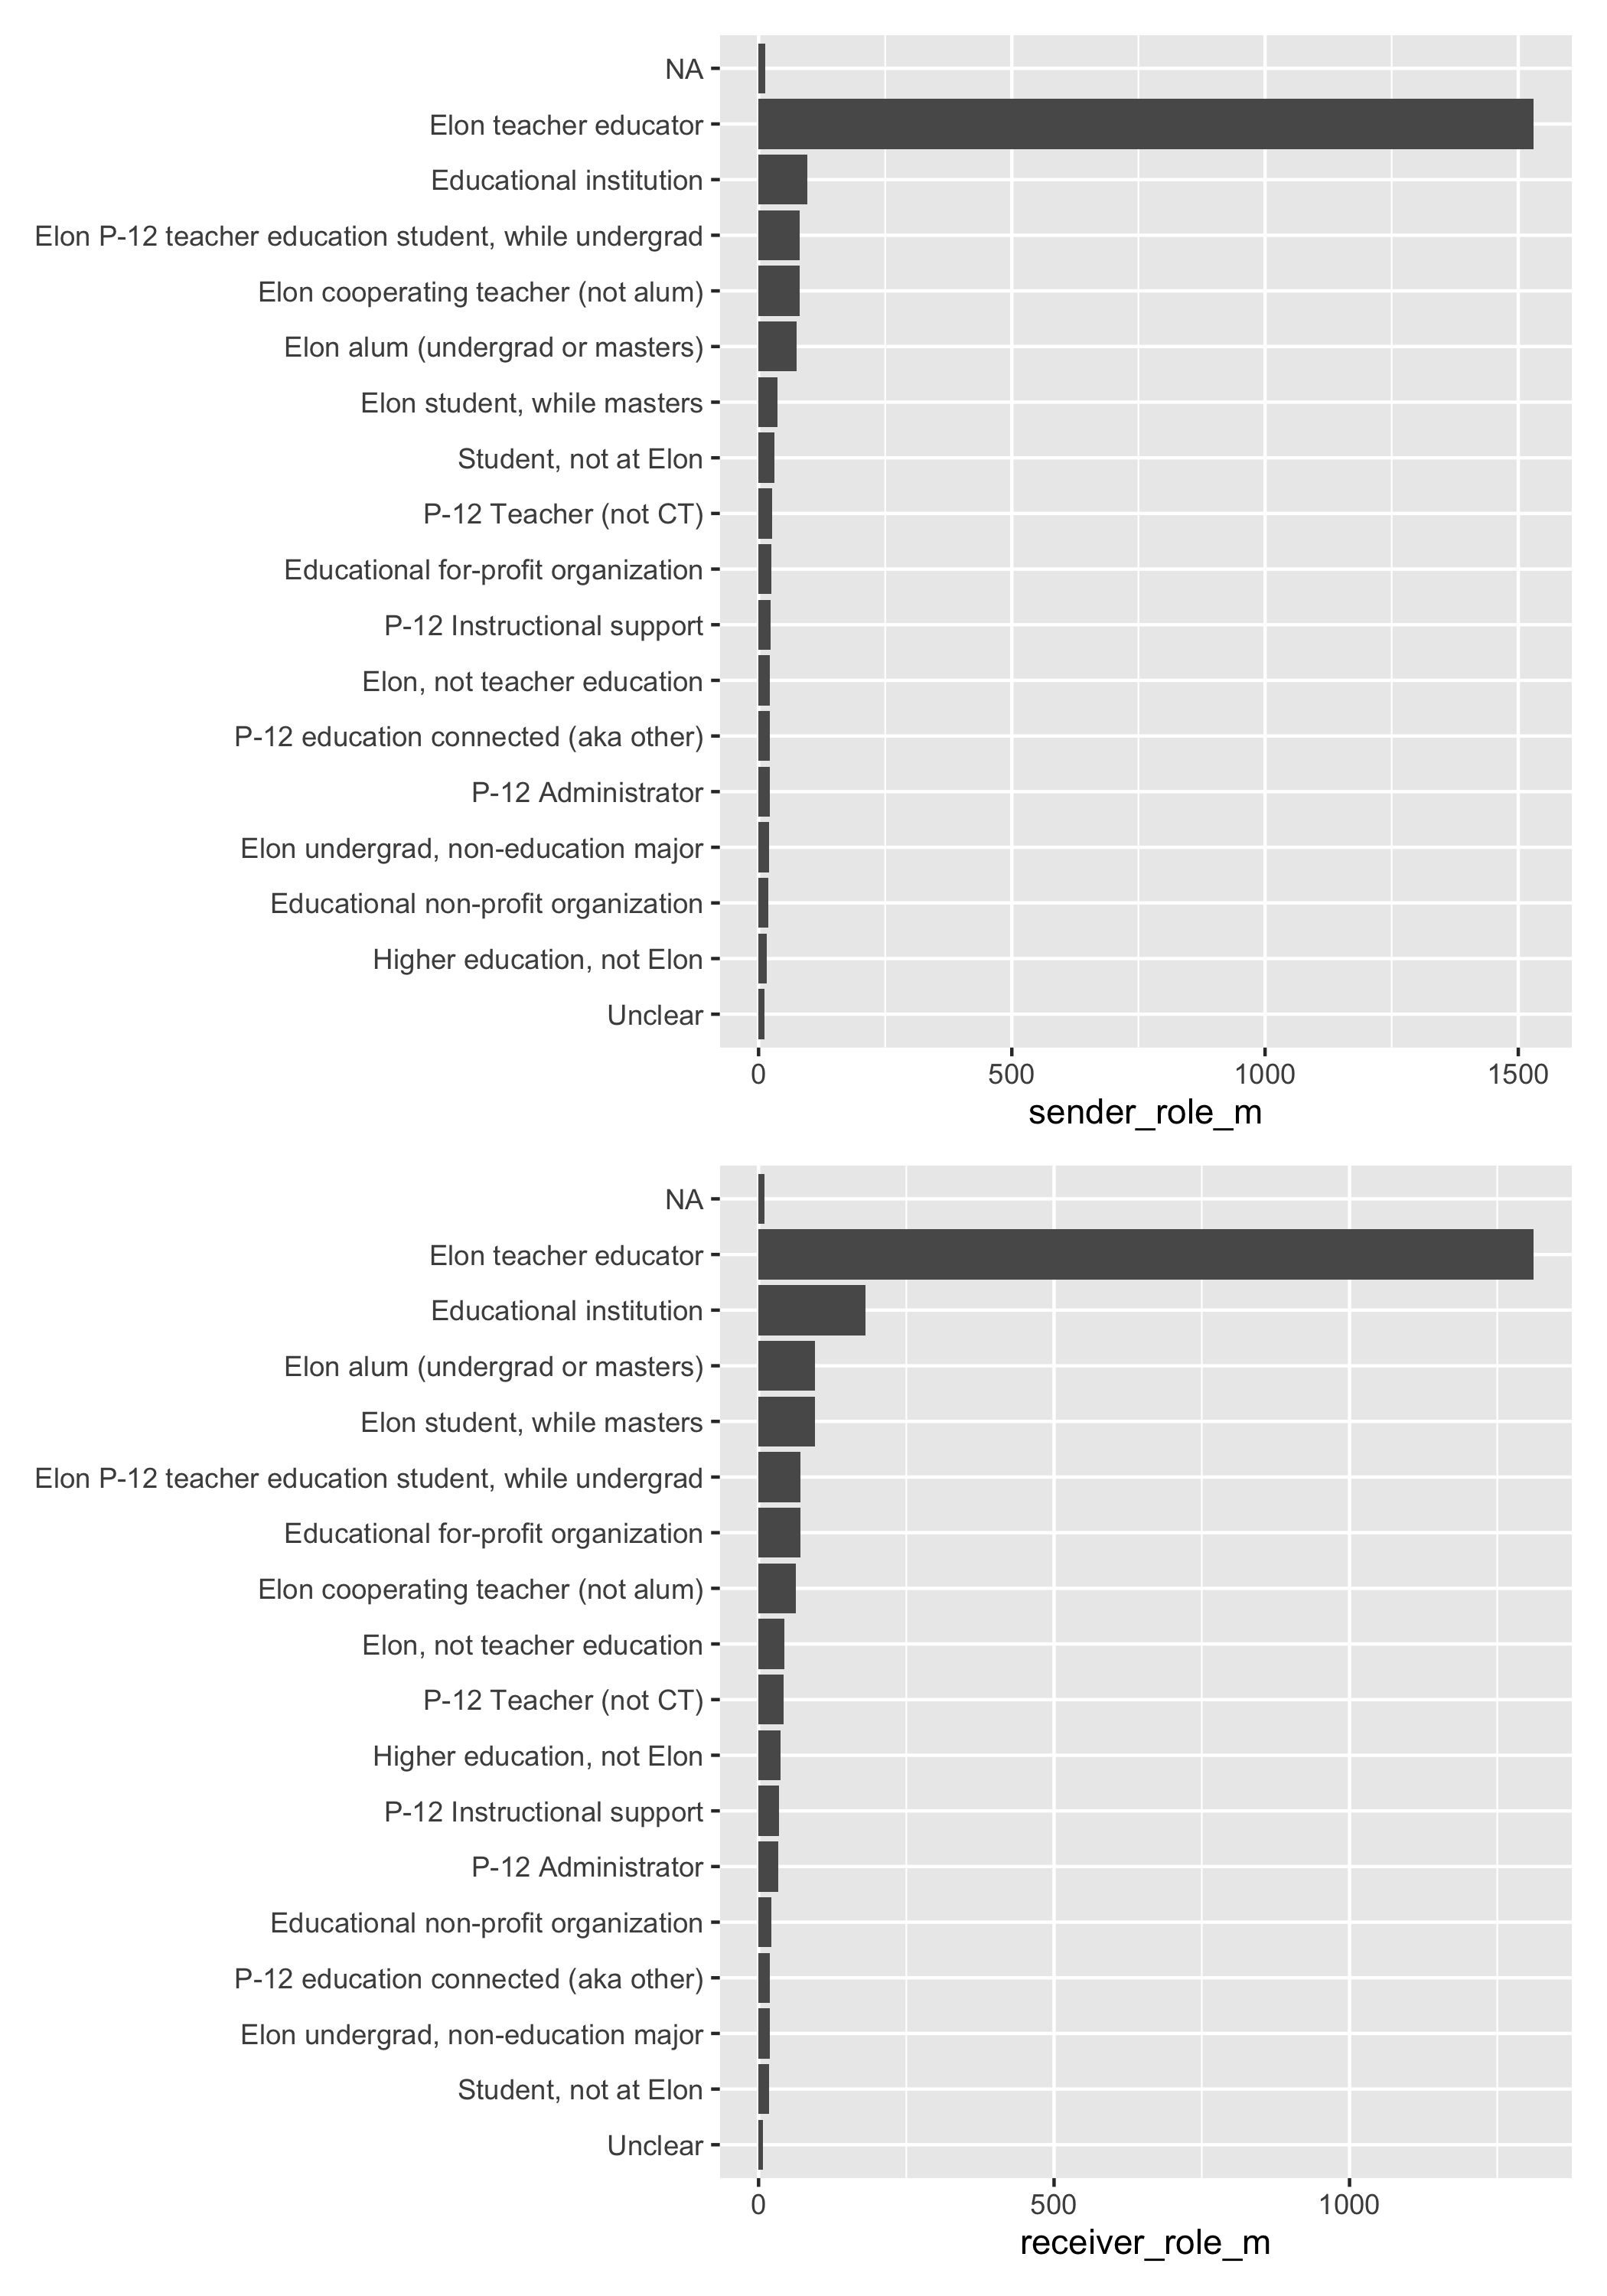 NA
Elon teacher educator
Educational institution
Elon P-12 teacher education student, while undergrad
Elon cooperating teacher (not alum)
Elon alum (undergrad or masters)
Elon student, while masters
Student, not at Elon
P-12 Teacher (not CT)
Educational for-profit organization
P-12 Instructional support
Elon, not teacher education
P-12 education connected (aka other)
P-12 Administrator
Elon undergrad, non-education major
Educational non-profit organization
Higher education, not Elon
Unclear
0 500 1000 1500
sender_role_m
NA
Elon teacher educator
Educational institution
Elon alum (undergrad or masters)
Elon student, while masters
Elon P-12 teacher education student, while undergrad
Educational for-profit organization
Elon cooperating teacher (not alum)
Elon, not teacher education
P-12 Teacher (not CT)
Higher education, not Elon
P-12 Instructional support
P-12 Administrator
Educational non-profit organization
P-12 education connected (aka other)
Elon undergrad, non-education major
Student, not at Elon
Unclear
0 500 1000
receiver_role_m